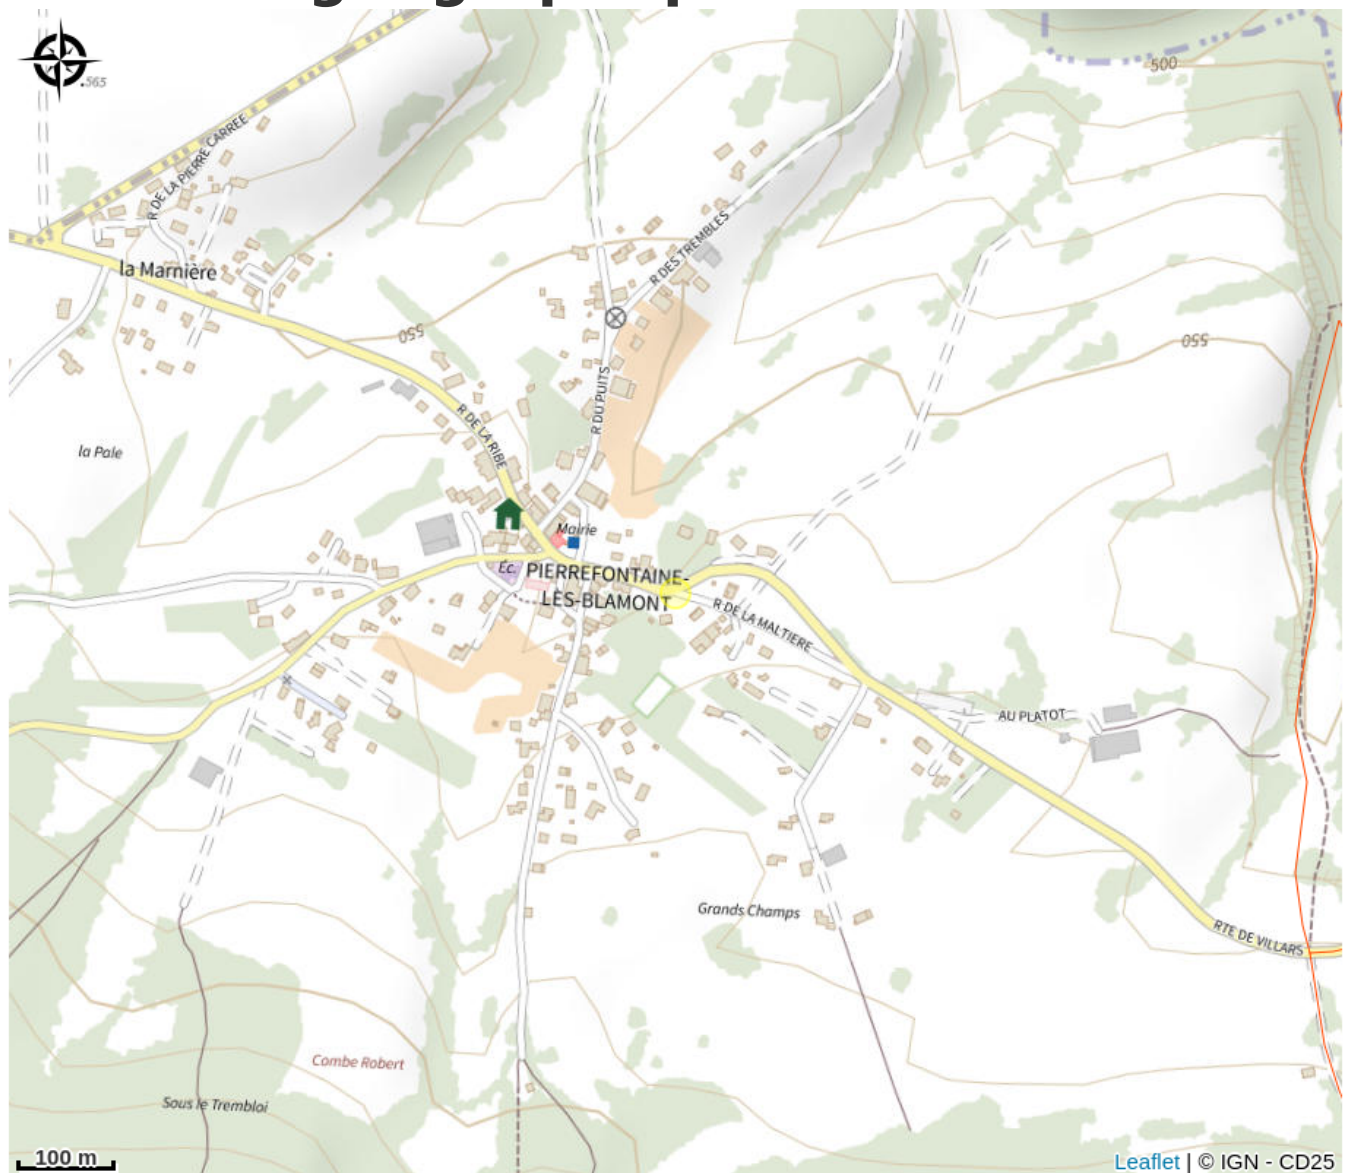 .565
500
R DE LA PIERRE CARREE
la Marnière
R DES TREMBLES
550
550
R DU PUITS
R DE LA RIBE
la Pale
Mairie
Éc.
PIERREFONTAINE-
LÈS-BLAMONT
R DE LA MALTIERE
AU PLATOT
Grands Champs
RTE DE VILLARS
Combe Robert
Sous le Trembloi
100 m
Leaflet | © IGN - CD25